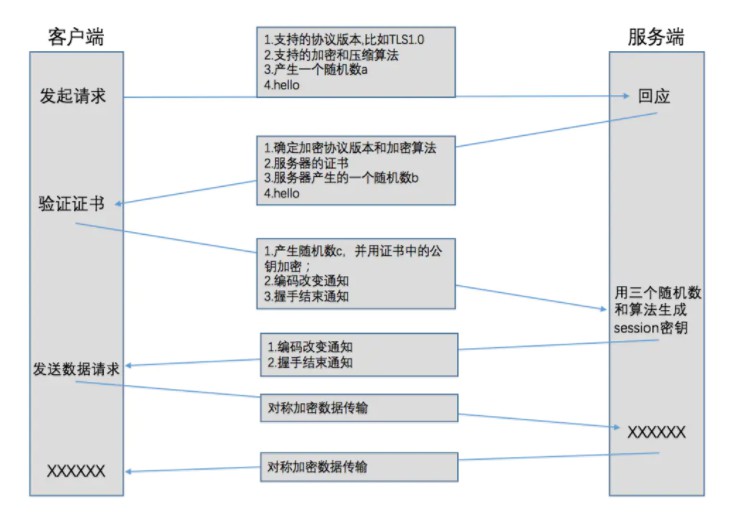 客户端
服务端
1.支持的协议版本,比如TLS1.0
2.支持的加密和压缩算法
3.产生一个随机数a
4.hello
发起请求
回应
1.确定加密协议版本和加密算法
2.服务器的证书
3.服务器产生的一个随机数b
4.hello
验证证书
1.产生随机数c，并用证书中的公
钥加密；
2.编码改变通知
3.握手结束通知
用三个随机数
和算法生成
session密钥
1.编码改变通知
2.握手结束通知
发送数据请求
对称加密数据传输
XXXXXX
对称加密数据传输
XXXXXX